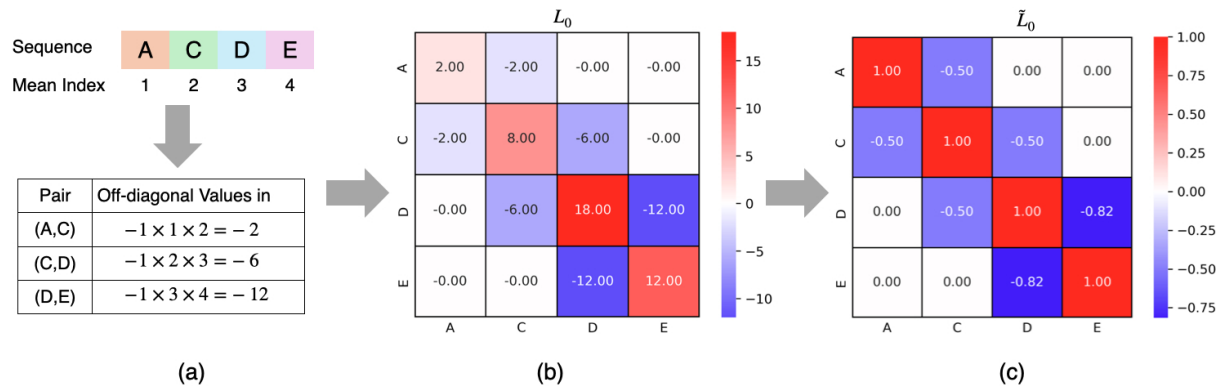 Sequence A C D E
Mean Index 1 2 3 4
Pair Off-diagonal Values in
(A,C) −1 × 1 × 2 = − 2
(C,D) −1 × 2 × 3 = − 6
(D,E) −1 × 3 × 4 = − 12
(a)
L₀
A 2.00 -2.00 -0.00 -0.00
C -2.00 8.00 -6.00 -0.00
D -0.00 -6.00 18.00 -12.00
E -0.00 -0.00 -12.00 12.00
A C D E
15
10
5
0
−5
−10
(b)
L̃₀
A 1.00 -0.50 0.00 0.00
C -0.50 1.00 -0.50 0.00
D 0.00 -0.50 1.00 -0.82
E 0.00 0.00 -0.82 1.00
A C D E
1.00
0.75
0.50
0.25
0.00
−0.25
−0.50
−0.75
(c)